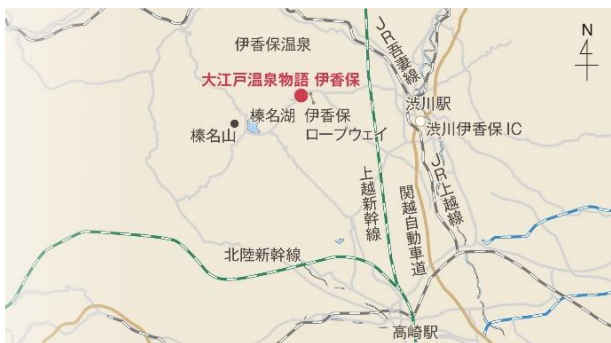 伊香保温泉
大江戸温泉物語 伊香保
榛名山
榛名湖
伊香保
ロープウェイ
JR吾妻線
N
渋川駅
渋川伊香保IC
JR上越線
上越新幹線
関越自動車道
北陸新幹線
高崎駅